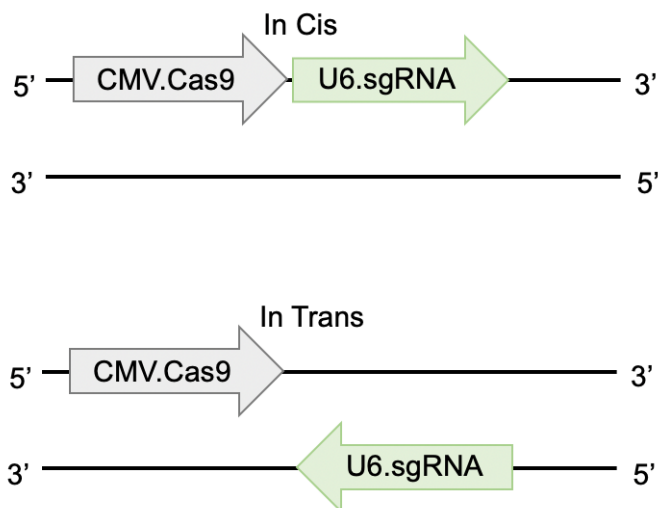 In Cis
5’ CMV.Cas9 U6.sgRNA 3’
3’ 5’
In Trans
5’ CMV.Cas9 3’
3’ U6.sgRNA 5’